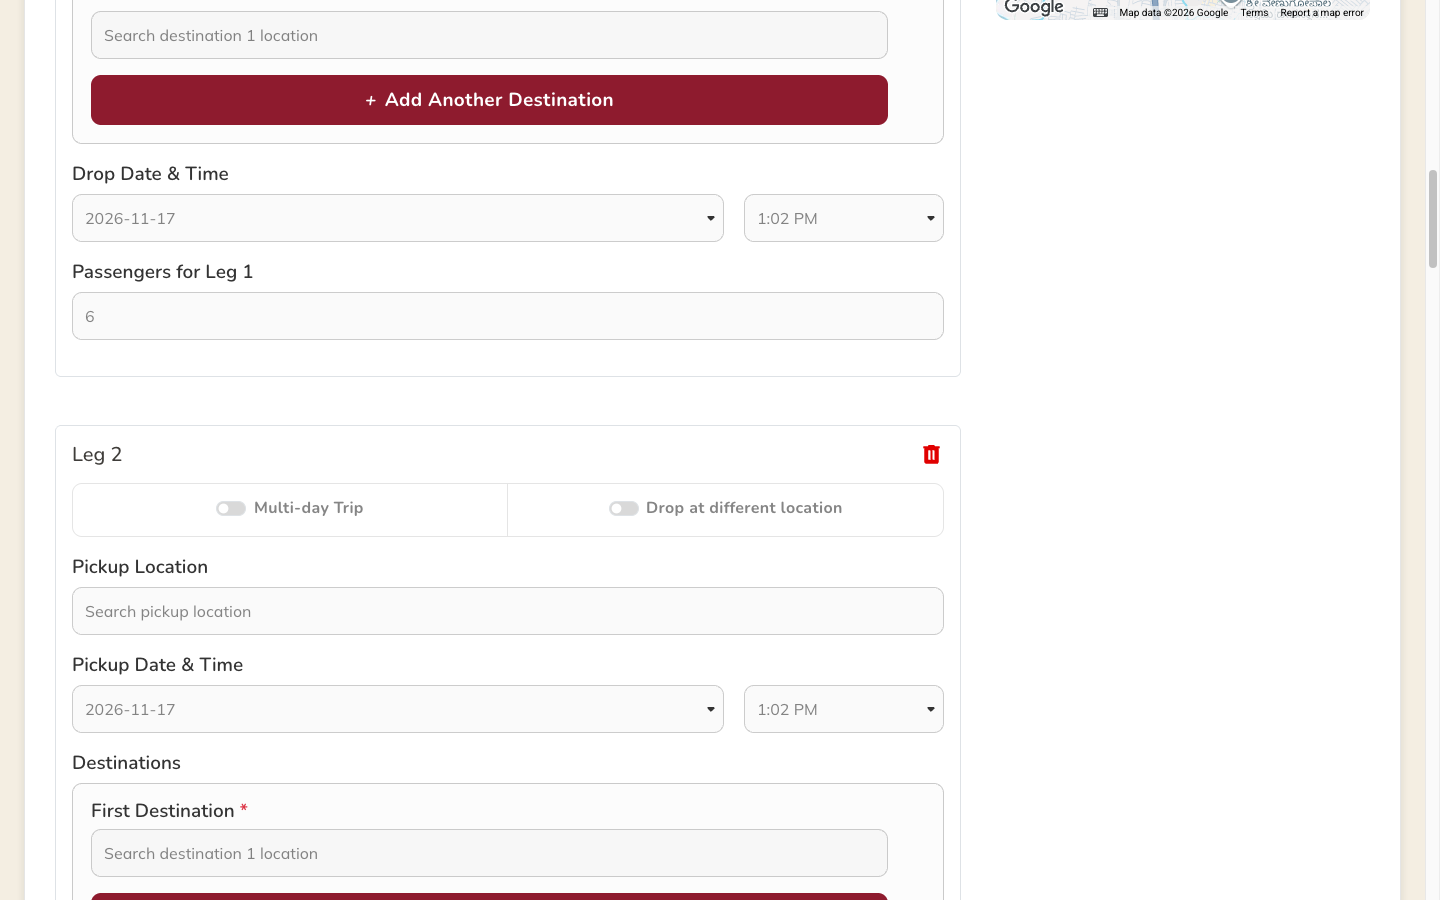 Search destination 1 location
+ Add Another Destination
Drop Date & Time
2026-11-17
1:02 PM
Passengers for Leg 1
6
Leg 2
Multi-day Trip
Drop at different location
Pickup Location
Search pickup location
Pickup Date & Time
2026-11-17
1:02 PM
Destinations
First Destination *
Search destination 1 location
Google
Map data ©2026 Google
Terms
Report a map error